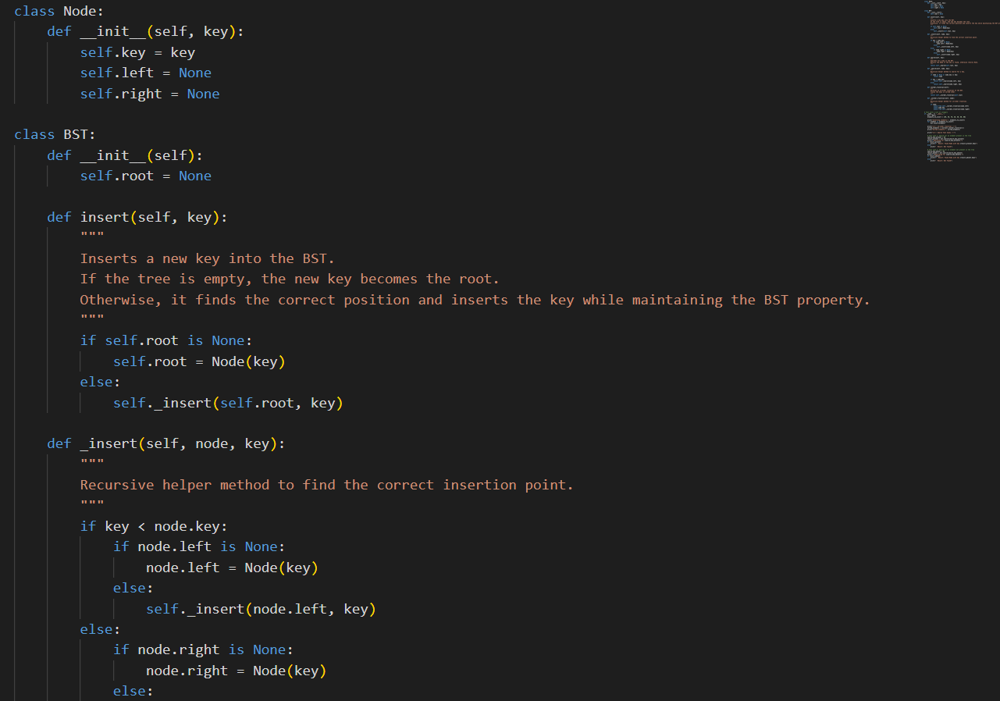 class Node:
    def __init__(self, key):
        self.key = key
        self.left = None
        self.right = None

class BST:
    def __init__(self):
        self.root = None

    def insert(self, key):
        """
        Inserts a new key into the BST.
        If the tree is empty, the new key becomes the root.
        Otherwise, it finds the correct position and inserts the key while maintaining the BST property.
        """
        if self.root is None:
            self.root = Node(key)
        else:
            self._insert(self.root, key)

    def _insert(self, node, key):
        """
        Recursive helper method to find the correct insertion point.
        """
        if key < node.key:
            if node.left is None:
                node.left = Node(key)
            else:
                self._insert(node.left, key)
        else:
            if node.right is None:
                node.right = Node(key)
            else: